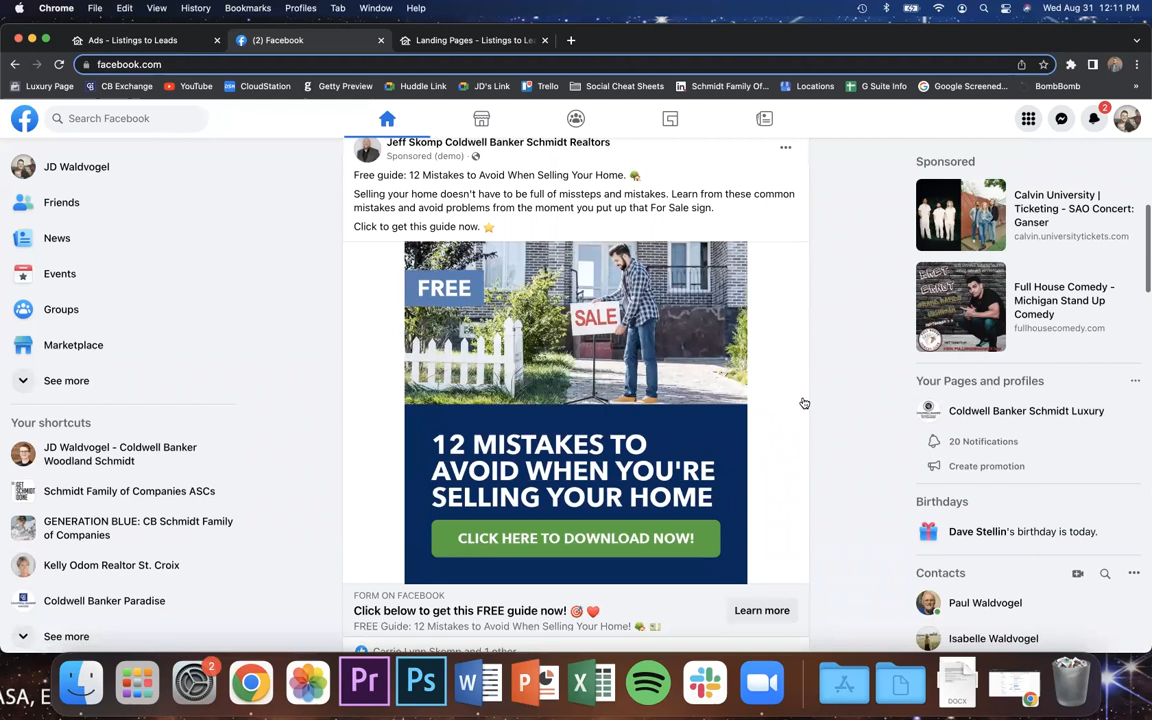 Chrome File Edit View History Bookmarks Profiles Tab Window Help Wed Aug 31 12:11 PM
Ads - Listings to Leads (2) Facebook Landing Pages - Listings to Le
facebook.com
Luxury Page CB Exchange YouTube CloudStation Getty Preview Huddle Link JD's Link Trello Social Cheat Sheets Schmidt Family Of... Locations G Suite Info Google Screened... BombBomb
Search Facebook
2
JD Waldvogel
Friends
News
Events
Groups
Marketplace
See more
Your shortcuts
JD Waldvogel - Coldwell Banker
Woodland Schmidt
Schmidt Family of Companies ASCs
GENERATION BLUE: CB Schmidt Family
of Companies
Kelly Odom Realtor St. Croix
Coldwell Banker Paradise
See more
Jeff Skomp Coldwell Banker Schmidt Realtors
Sponsored (demo) ·
Free guide: 12 Mistakes to Avoid When Selling Your Home. 🏡
Selling your home doesn't have to be full of missteps and mistakes. Learn from these common
mistakes and avoid problems from the moment you put up that For Sale sign.
Click to get this guide now. ⭐
FREE
SALE
12 MISTAKES TO
AVOID WHEN YOU'RE
SELLING YOUR HOME
CLICK HERE TO DOWNLOAD NOW!
FORM ON FACEBOOK
Click below to get this FREE guide now! 🎯 ❤️
FREE Guide: 12 Mistakes to Avoid When Selling Your Home! 🏡 💵
Learn more
Carrie Lynn Skomp and 1 other
Sponsored
Calvin University |
Ticketing - SAO Concert:
Ganser
calvin.universitytickets.com
Full House Comedy -
Michigan Stand Up
Comedy
fullhousecomedy.com
Your Pages and profiles
Coldwell Banker Schmidt Luxury
20 Notifications
Create promotion
Birthdays
Dave Stellin's birthday is today.
Contacts
Paul Waldvogel
Isabelle Waldvogel
2
Pr Ps W P X DOCX